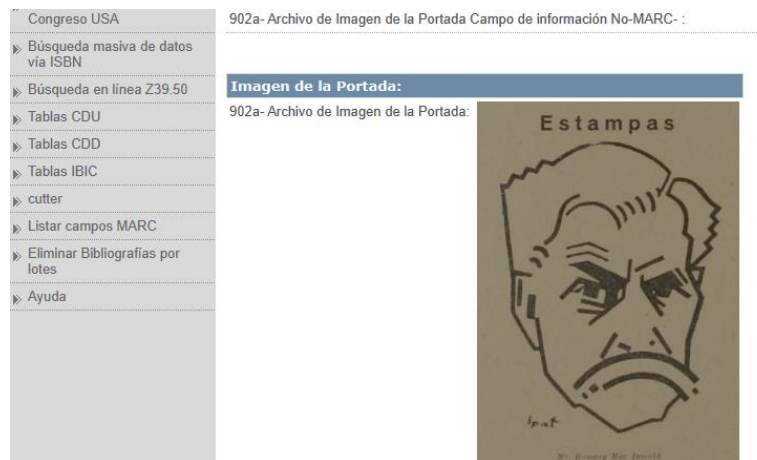 Congreso USA
Búsqueda masiva de datos
vía ISBN
Búsqueda en línea Z39.50
Tablas CDU
Tablas CDD
Tablas IBIC
cutter
Listar campos MARC
Eliminar Bibliografías por
lotes
Ayuda
902a- Archivo de Imagen de la Portada Campo de información No-MARC- :
Imagen de la Portada:
902a- Archivo de Imagen de la Portada:
Estampas